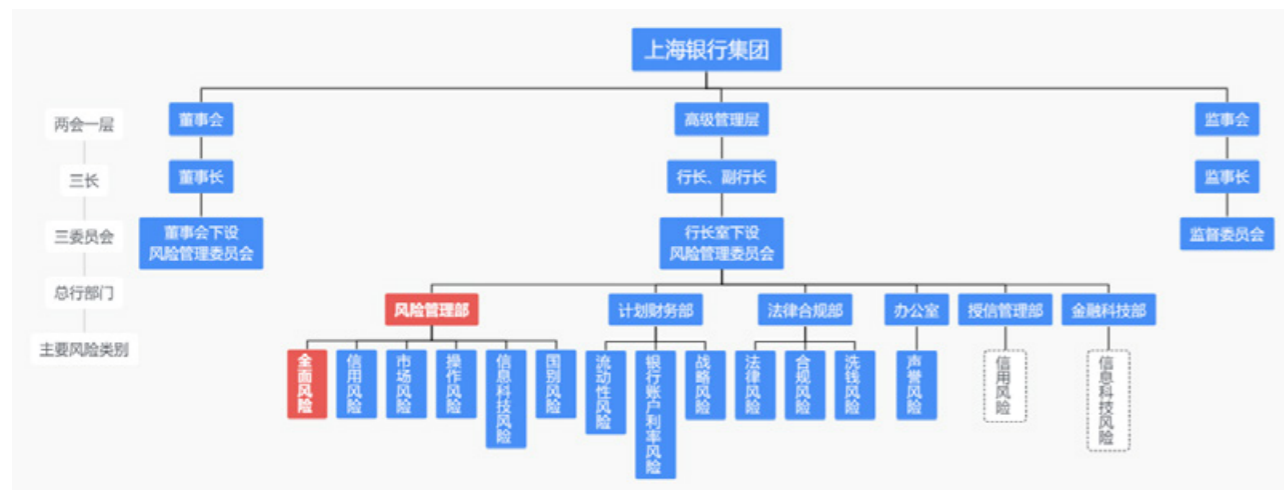 上海银行集团
两会一层
董事会
高级管理层
监事会
三长
董事长
行长、副行长
监事长
三委员会
董事会下设
风险管理委员会
行长室下设
风险管理委员会
监督委员会
总行部门
风险管理部
计划财务部
法律合规部
办公室
授信管理部
金融科技部
主要风险类别
全面风险
信用风险
市场风险
操作风险
信息科技风险
国别风险
流动性风险
银行账户利率风险
战略风险
法律风险
合规风险
洗钱风险
声誉风险
信用风险
信息科技风险